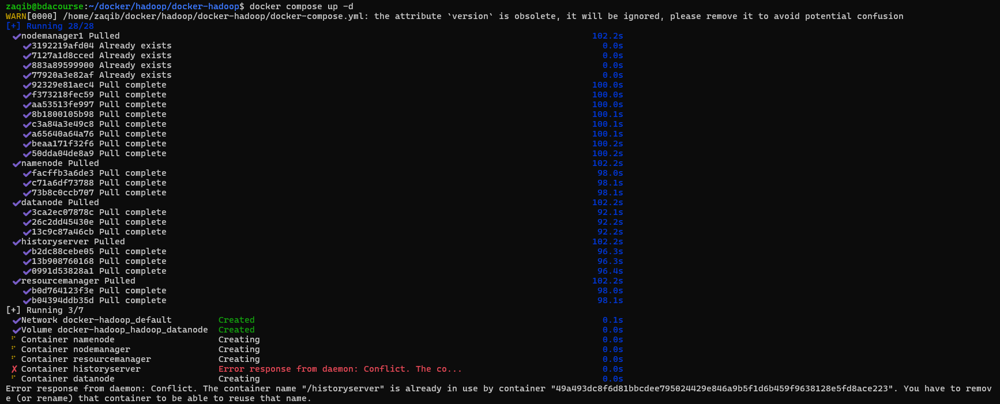 zaqib@bdacourse:~/docker/hadoop/docker-hadoop$ docker compose up -d
WARN[0000] /home/zaqib/docker/hadoop/docker-hadoop/docker-compose.yml: the attribute `version` is obsolete, it will be ignored, please remove it to avoid potential confusion
[+] Running 28/28
✔nodemanager1 Pulled 102.2s
✔3192219afd04 Already exists 0.0s
✔7127a1d8cced Already exists 0.0s
✔883a89599900 Already exists 0.0s
✔77920a3e82af Already exists 0.0s
✔92329e81aec4 Pull complete 100.0s
✔f373218fec59 Pull complete 100.0s
✔aa53513fe997 Pull complete 100.0s
✔8b1800105b98 Pull complete 100.1s
✔c3a84a3e49c8 Pull complete 100.1s
✔a65640a64a76 Pull complete 100.1s
✔beaa171f32f6 Pull complete 100.2s
✔50dda04de8a9 Pull complete 100.2s
✔namenode Pulled 102.2s
✔facffb3a6de3 Pull complete 98.0s
✔c71a6df73788 Pull complete 98.1s
✔73b8c0ccb707 Pull complete 98.1s
✔datanode Pulled 102.2s
✔3ca2ec07878c Pull complete 92.1s
✔26c2dd45430e Pull complete 92.2s
✔13c9c87a46cb Pull complete 92.2s
✔historyserver Pulled 102.2s
✔b2dc88cebe05 Pull complete 96.3s
✔13b908760168 Pull complete 96.3s
✔0991d53828a1 Pull complete 96.4s
✔resourcemanager Pulled 102.2s
✔b0d764123f3e Pull complete 98.0s
✔b04394ddb35d Pull complete 98.1s
[+] Running 3/7
✔Network docker-hadoop_default Created 0.1s
✔Volume docker-hadoop_hadoop_datanode Created 0.0s
⠋ Container namenode Creating 0.0s
⠋ Container nodemanager Creating 0.0s
⠋ Container resourcemanager Creating 0.0s
✘ Container historyserver Error response from daemon: Conflict. The co... 0.0s
⠋ Container datanode Creating 0.0s
Error response from daemon: Conflict. The container name "/historyserver" is already in use by container "49a493dc8f6d81bbcdee795024429e846a9b5f1d6b459f9638128e5fd8ace223". You have to remov
e (or rename) that container to be able to reuse that name.